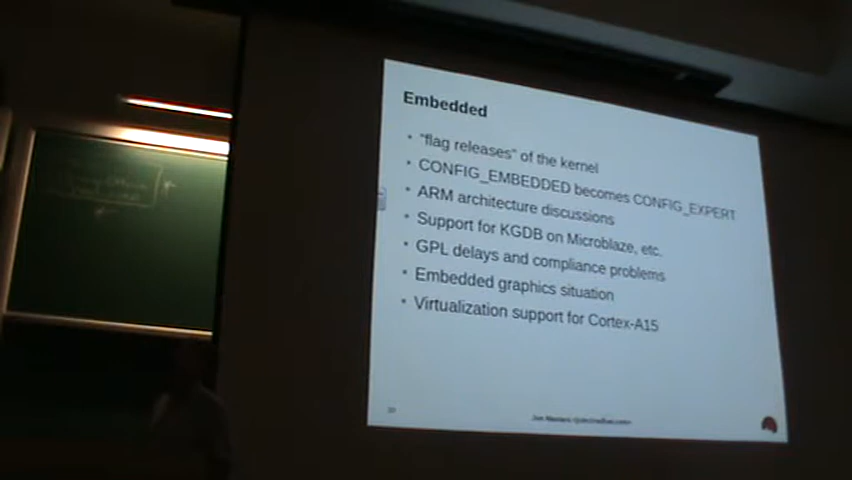 Embedded
• "flag releases" of the kernel
• CONFIG_EMBEDDED becomes CONFIG_EXPERT
• ARM architecture discussions
• Support for KGDB on Microblaze, etc.
• GPL delays and compliance problems
• Embedded graphics situation
• Virtualization support for Cortex-A15